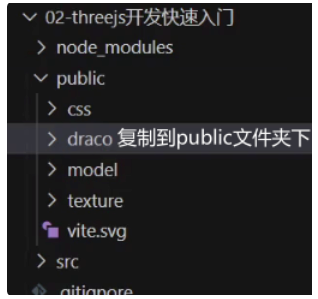 02-threejs开发快速入门
node_modules
public
css
draco 复制到public文件夹下
model
texture
vite.svg
src
.gitignore